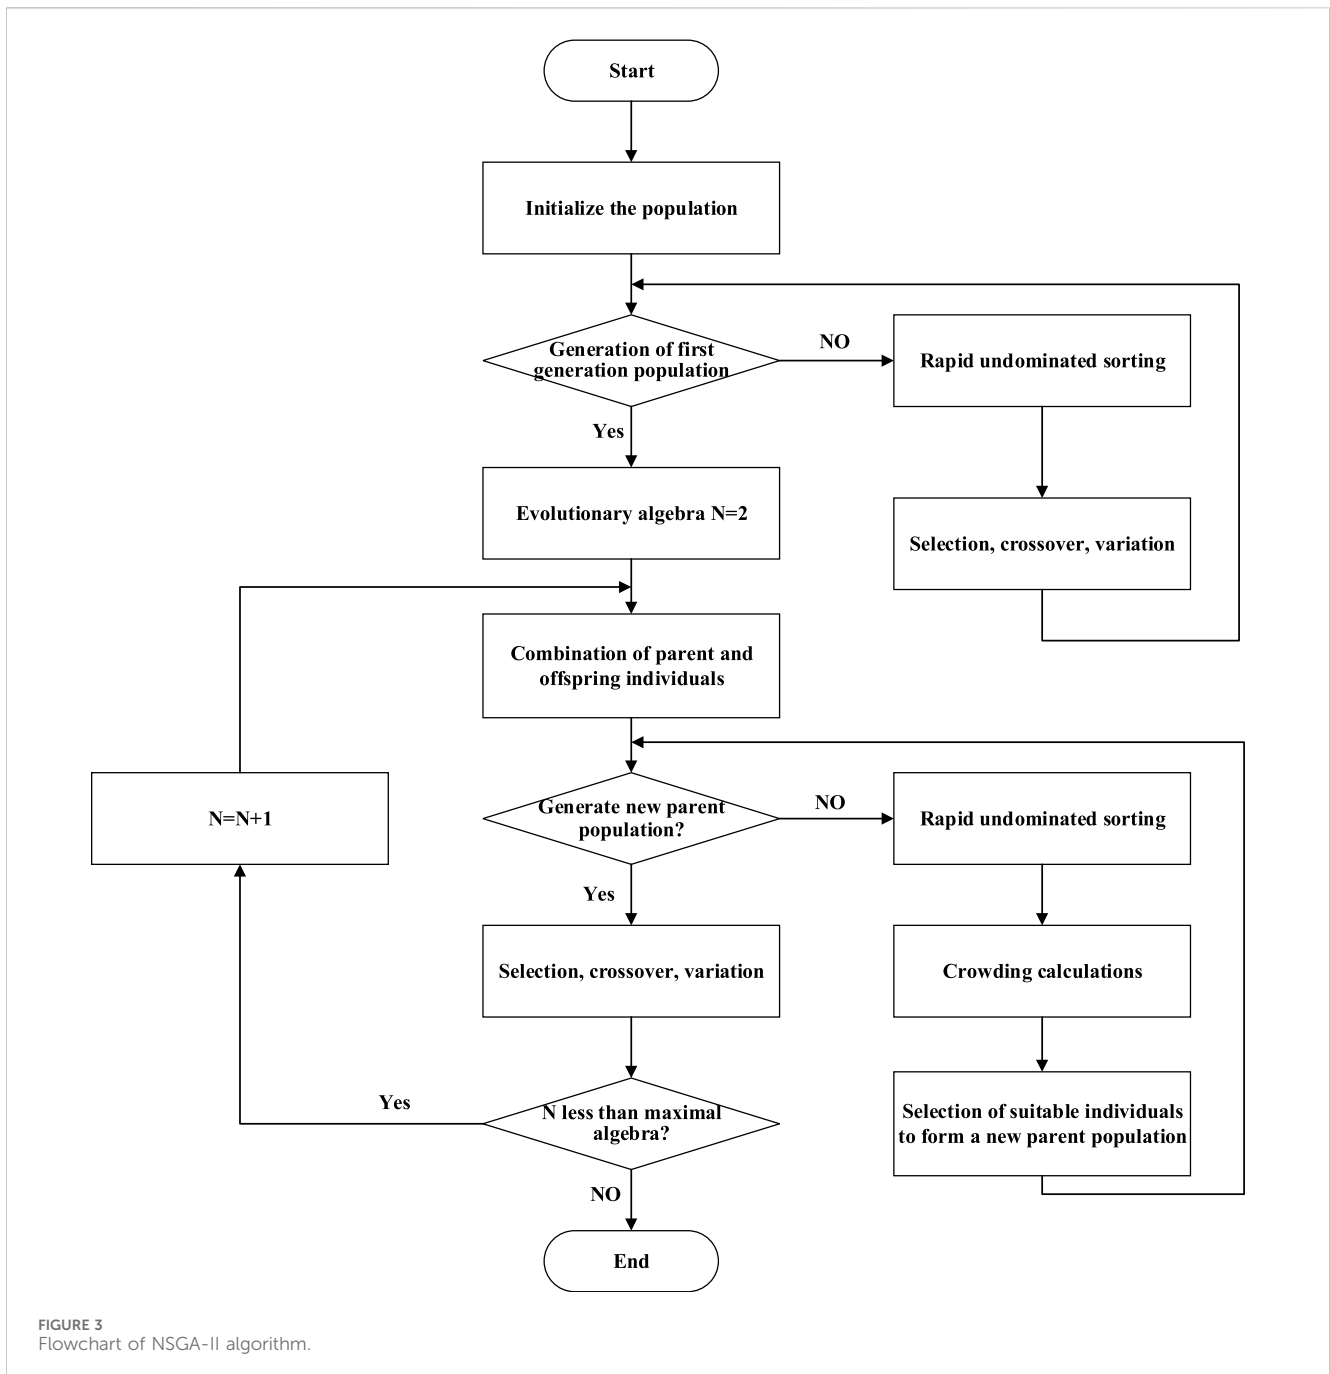 Start
Initialize the population
Generation of first
generation population
NO
Rapid undominated sorting
Yes
Evolutionary algebra N=2
Selection, crossover, variation
Combination of parent and
offspring individuals
N=N+1
Generate new parent
population?
NO
Rapid undominated sorting
Yes
Selection, crossover, variation
Crowding calculations
Yes
N less than maximal
algebra?
Selection of suitable individuals
to form a new parent population
NO
End
FIGURE 3
Flowchart of NSGA-II algorithm.